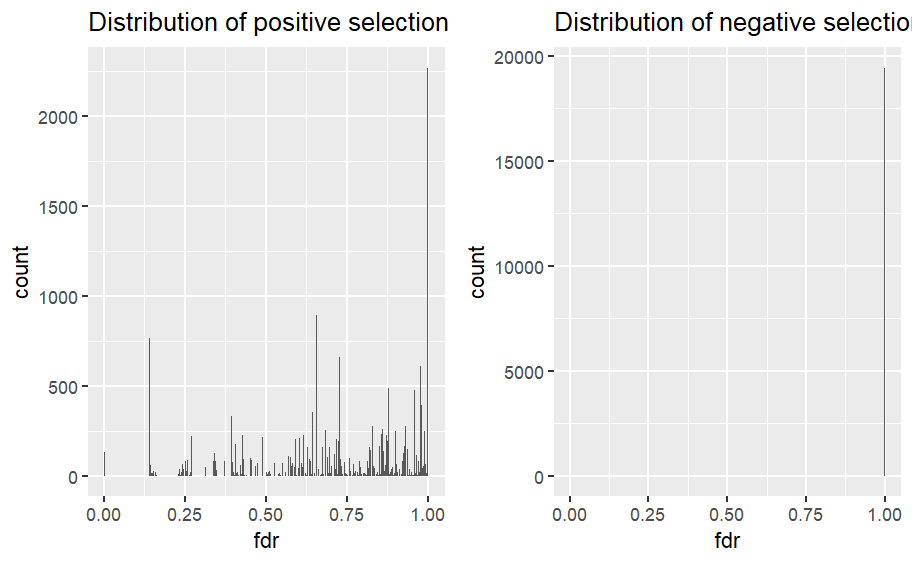 Distribution of positive selection
2000
1500
1000
500
0
count
0.00 0.25 0.50 0.75 1.00
fdr
Distribution of negative selection
20000
15000
10000
5000
0
count
0.00 0.25 0.50 0.75 1.00
fdr